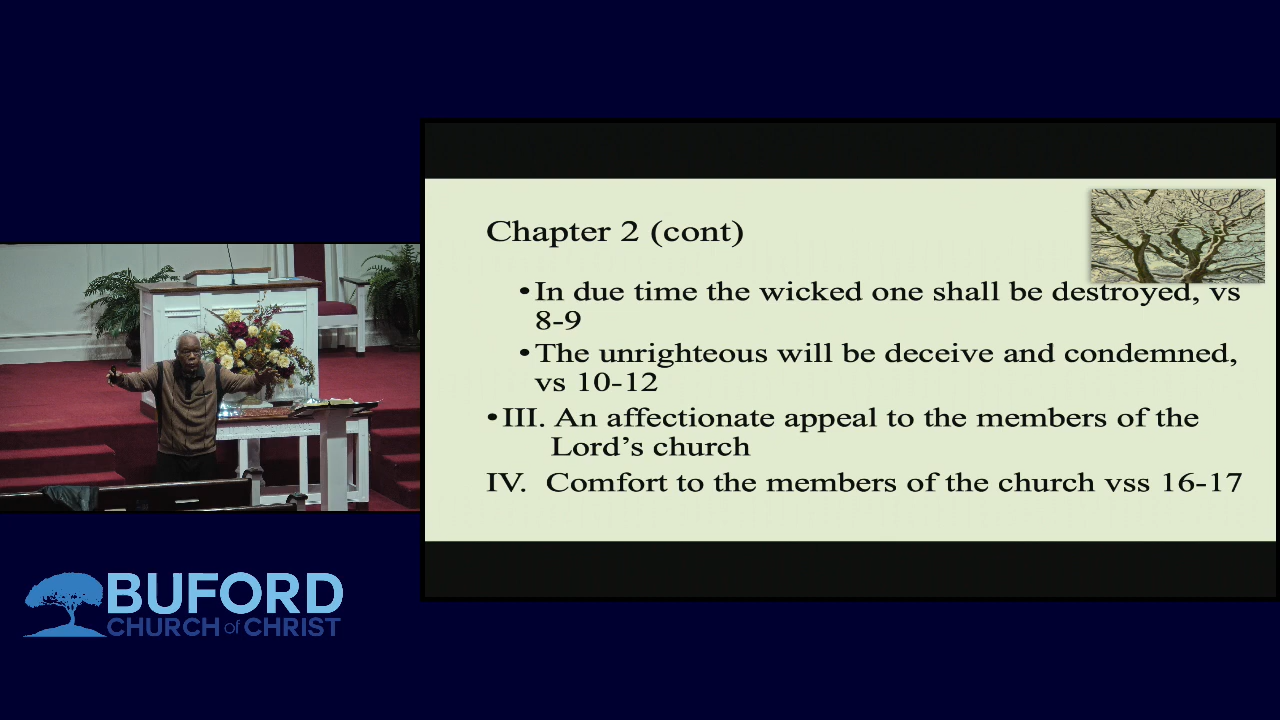 Chapter 2 (cont)
•In due time the wicked one shall be destroyed, vs
8-9
•The unrighteous will be deceive and condemned,
vs 10-12
•III. An affectionate appeal to the members of the
Lord’s church
IV. Comfort to the members of the church vss 16-17
BUFORD
CHURCH of CHRIST